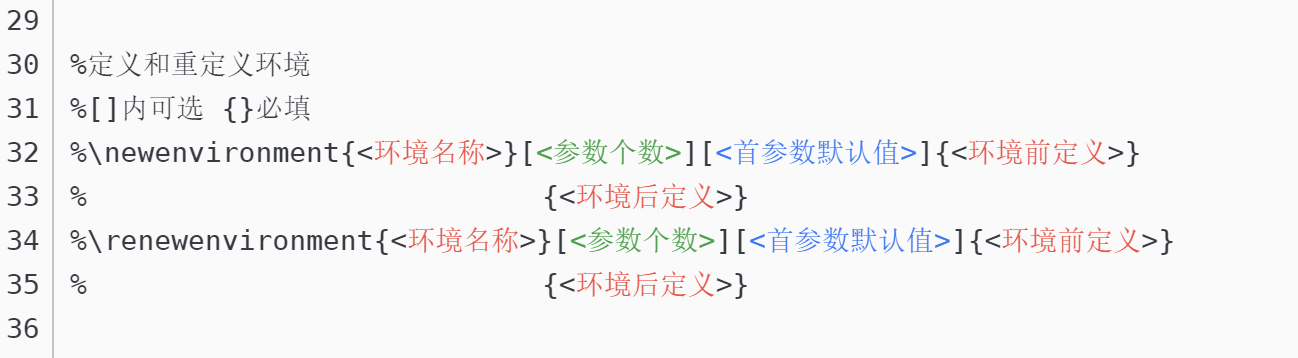 29
30 %定义和重定义环境
31 %[]内可选 {}必填
32 %\newenvironment{<环境名称>}[<参数个数>][<首参数默认值>]{<环境前定义>}
33 % {<环境后定义>}
34 %\renewenvironment{<环境名称>}[<参数个数>][<首参数默认值>]{<环境前定义>}
35 % {<环境后定义>}
36